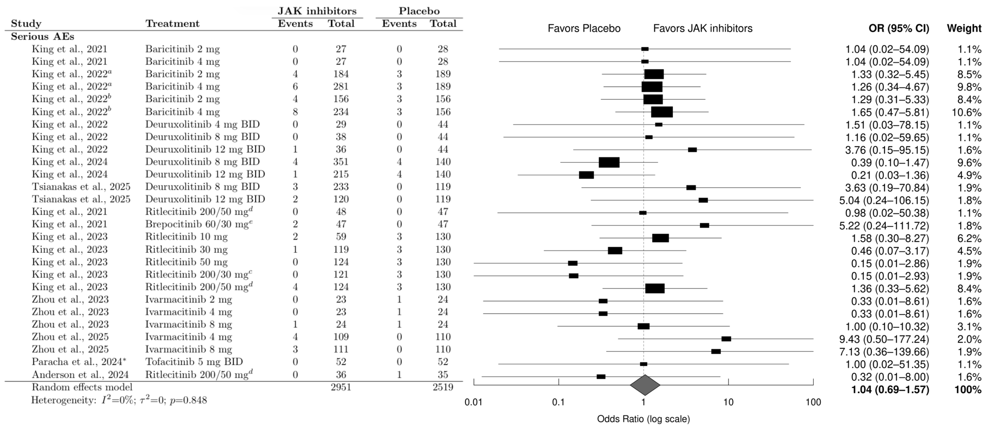 JAK inhibitors Placebo
Study Treatment Events Total Events Total Favors Placebo Favors JAK inhibitors OR (95% CI) Weight
Serious AEs
King et al., 2021 Baricitinib 2 mg 0 27 0 28 1.04 (0.02–54.09) 1.1%
King et al., 2021 Baricitinib 4 mg 0 27 0 28 1.04 (0.02–54.09) 1.1%
King et al., 2022a Baricitinib 2 mg 4 184 3 189 1.33 (0.32–5.45) 8.5%
King et al., 2022a Baricitinib 4 mg 6 281 3 189 1.26 (0.34–4.67) 9.8%
King et al., 2022b Baricitinib 2 mg 4 156 3 156 1.29 (0.31–5.33) 8.4%
King et al., 2022b Baricitinib 4 mg 8 234 3 156 1.65 (0.47–5.81) 10.6%
King et al., 2022 Deuruxolitinib 4 mg BID 0 29 0 44 1.51 (0.03–78.15) 1.1%
King et al., 2022 Deuruxolitinib 8 mg BID 0 38 0 44 1.16 (0.02–59.65) 1.1%
King et al., 2022 Deuruxolitinib 12 mg BID 1 36 0 44 3.76 (0.15–95.15) 1.6%
King et al., 2024 Deuruxolitinib 8 mg BID 4 351 4 140 0.39 (0.10–1.47) 9.6%
King et al., 2024 Deuruxolitinib 12 mg BID 1 215 4 140 0.21 (0.03–1.36) 4.9%
Tsianakas et al., 2025 Deuruxolitinib 8 mg BID 3 233 0 119 3.63 (0.19–70.84) 1.9%
Tsianakas et al., 2025 Deuruxolitinib 12 mg BID 2 120 0 119 5.04 (0.24–106.15) 1.8%
King et al., 2021 Ritlecitinib 200/50 mgd 0 48 0 47 0.98 (0.02–50.38) 1.1%
King et al., 2021 Brepocitinib 60/30 mge 2 47 0 47 5.22 (0.24–111.72) 1.8%
King et al., 2023 Ritlecitinib 10 mg 2 59 3 130 1.58 (0.30–8.27) 6.2%
King et al., 2023 Ritlecitinib 30 mg 1 119 3 130 0.46 (0.07–3.17) 4.5%
King et al., 2023 Ritlecitinib 50 mg 0 124 3 130 0.15 (0.01–2.86) 1.9%
King et al., 2023 Ritlecitinib 200/30 mgc 0 121 3 130 0.15 (0.01–2.93) 1.9%
King et al., 2023 Ritlecitinib 200/50 mgd 4 124 3 130 1.36 (0.33–5.62) 8.4%
Zhou et al., 2023 Ivarmacitinib 2 mg 0 23 1 24 0.33 (0.01–8.61) 1.6%
Zhou et al., 2023 Ivarmacitinib 4 mg 0 23 1 24 0.33 (0.01–8.61) 1.6%
Zhou et al., 2023 Ivarmacitinib 8 mg 1 24 1 24 1.00 (0.10–10.32) 3.1%
Zhou et al., 2025 Ivarmacitinib 4 mg 4 109 0 110 9.43 (0.50–177.24) 2.0%
Zhou et al., 2025 Ivarmacitinib 8 mg 3 111 0 110 7.13 (0.36–139.66) 1.9%
Paracha et al., 2024* Tofacitinib 5 mg BID 0 52 0 52 1.00 (0.02–51.35) 1.1%
Anderson et al., 2024 Ritlecitinib 200/50 mgd 0 36 1 35 0.32 (0.01–8.00) 1.6%
Random effects model 2951 2519 1.04 (0.69–1.57) 100%
Heterogeneity: I2=0%; τ2=0; p=0.848
0.01 0.1 1 10 100
Odds Ratio (log scale)